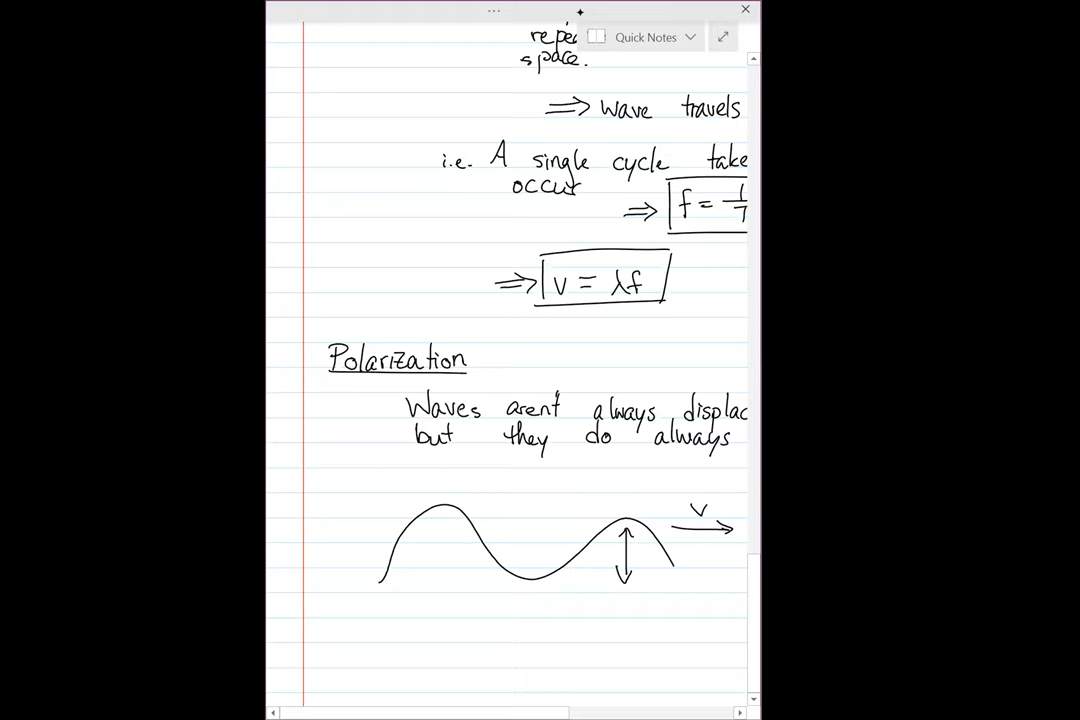 Quick Notes
space.
⇒ wave travels
i.e. A single cycle take
occur
⇒ f = 1/T
⇒ v = λf
Polarization
Waves aren't always displac
but they do always
v